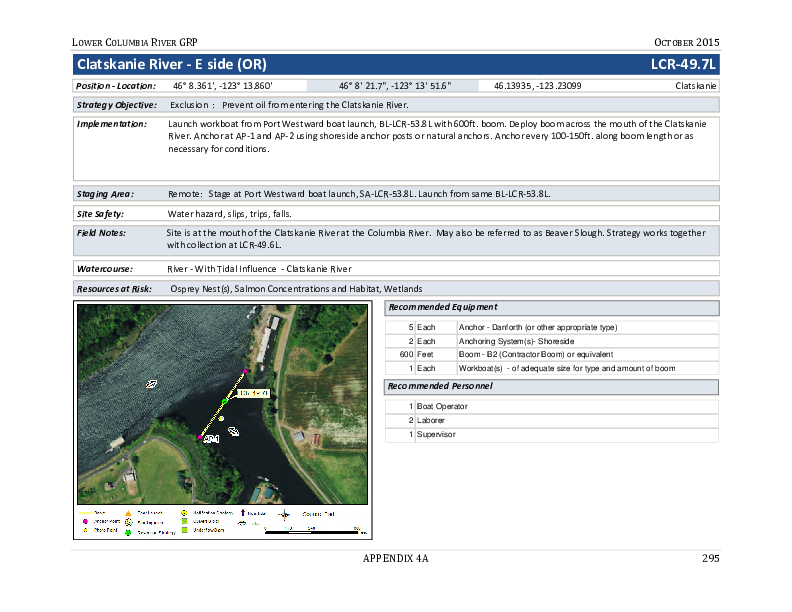 LOWER COLUMBIA RIVER GRP
OCTOBER 2015
Clatskanie River - E side (OR)
LCR-49.7L
Position - Location:
46° 8.361', -123° 13.860'
46° 8' 21.7", -123° 13' 51.6"
46.13935, -123.23099
Clatskanie
Strategy Objective:
Exclusion : Prevent oil from entering the Clatskanie River.
Implementation:
Launch workboat from Port Westward boat launch, BL-LCR-53.8L with 600ft. boom. Deploy boom across the mouth of the Clatskanie
River. Anchor at AP-1 and AP-2 using shoreside anchor posts or natural anchors. Anchor every 100-150ft. along boom length or as
necessary for conditions.
Staging Area:
Remote: Stage at Port Westward boat launch, SA-LCR-53.8L. Launch from same BL-LCR-53.8L.
Site Safety:
Water hazard, slips, trips, falls.
Field Notes:
Site is at the mouth of the Clatskanie River at the Columbia River. May also be referred to as Beaver Slough. Strategy works together
with collection at LCR-49.6L.
Watercourse:
River - With Tidal Influence - Clatskanie River
Resources at Risk:
Osprey Nest(s), Salmon Concentrations and Habitat, Wetlands
Recommended Equipment
5 Each Anchor - Danforth (or other appropriate type)
2 Each Anchoring System(s)- Shoreside
600 Feet Boom - B2 (Contractor Boom) or equivalent
1 Each Workboat(s) - of adequate size for type and amount of boom
Recommended Personnel
1 Boat Operator
2 Laborer
1 Supervisor
LCR-49.7L
AP-1
Anchor Point
Photo Point
Notification Strategy
Culvert Block
Underflow Dam
APPENDIX 4A
295